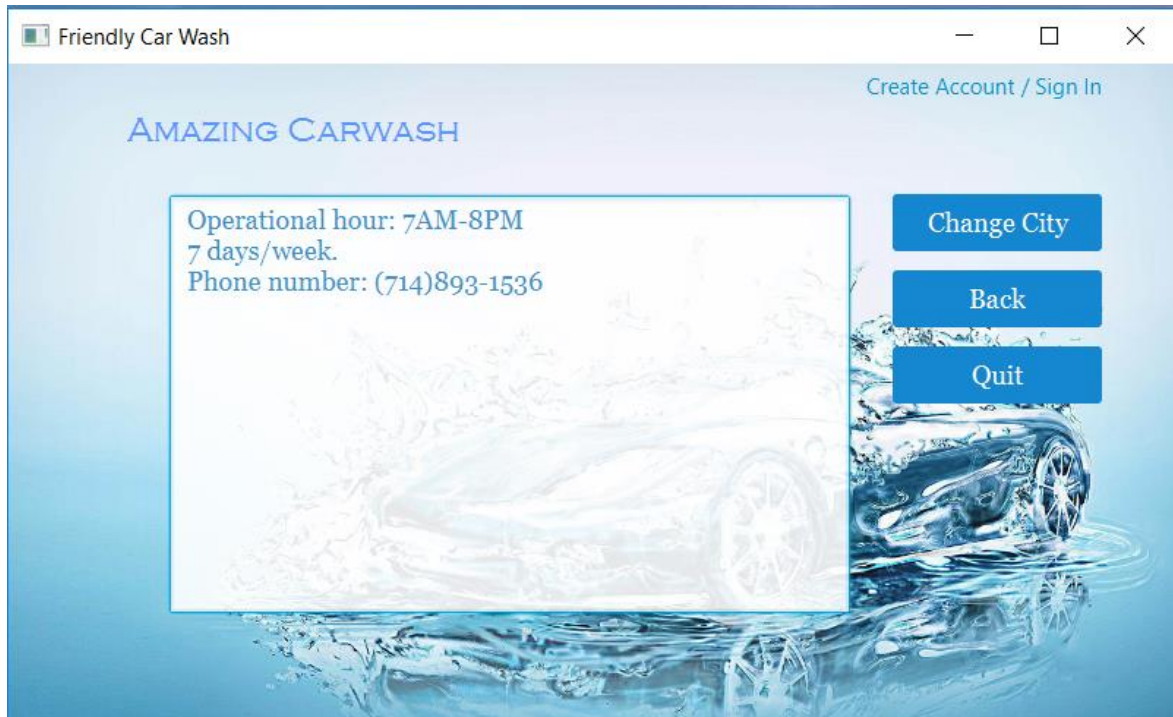 Friendly Car Wash
Create Account / Sign In
Amazing Carwash
Operational hour: 7AM-8PM
7 days/week.
Phone number: (714)893-1536
Change City
Back
Quit